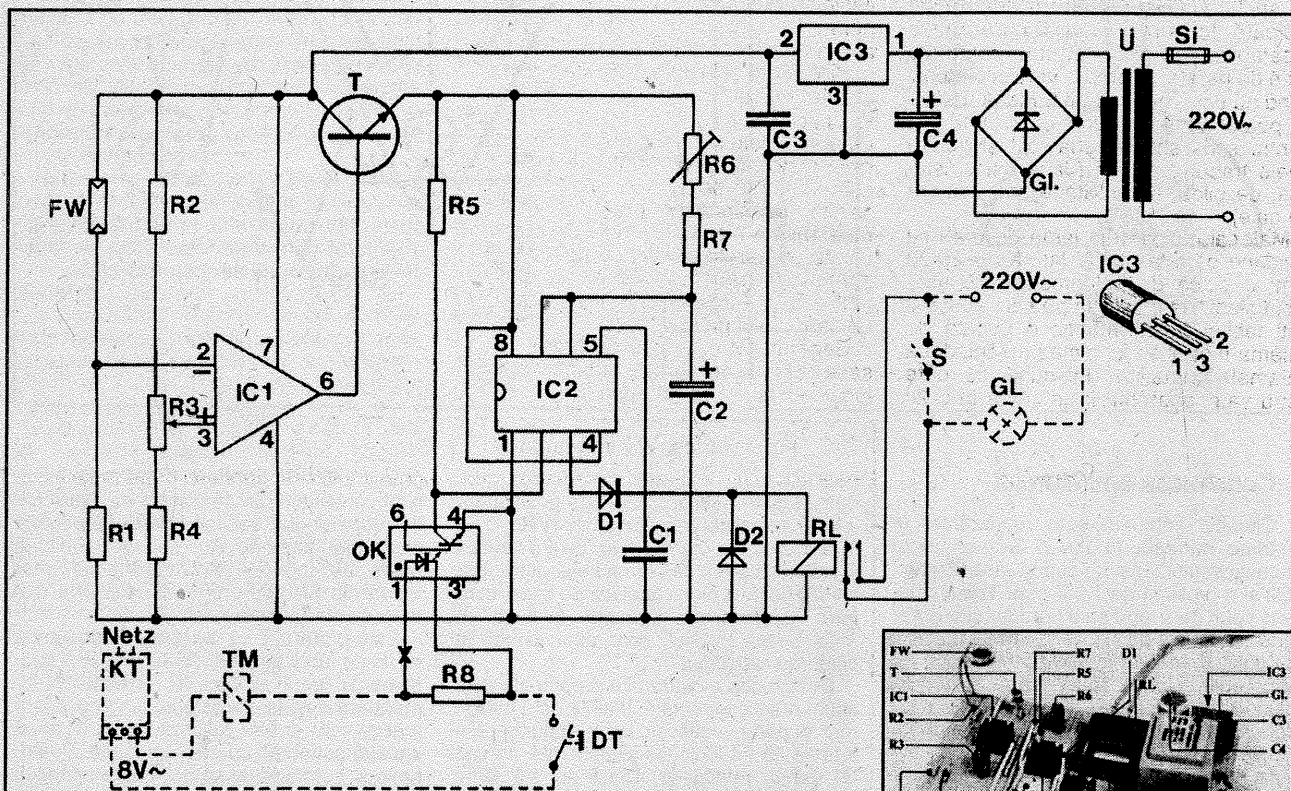 T
2
IC3
1
Ü
Si
3
C3
+
C4
220V~
Gl.
FW
R2
R5
R6
R7
IC3
220V~
2
3
1
2
7
–
IC1
6
R3
+
3
4
8
5
IC2
+
C2
S
GL
1
4
R1
R4
6
4
OK
D1
C1
D2
RL
1
3
Netz
KT
TM
R8
DT
8V~
FW
T
IC1
R2
R3
R7
R5
R6
D1
RL
IC3
GL
C3
C4